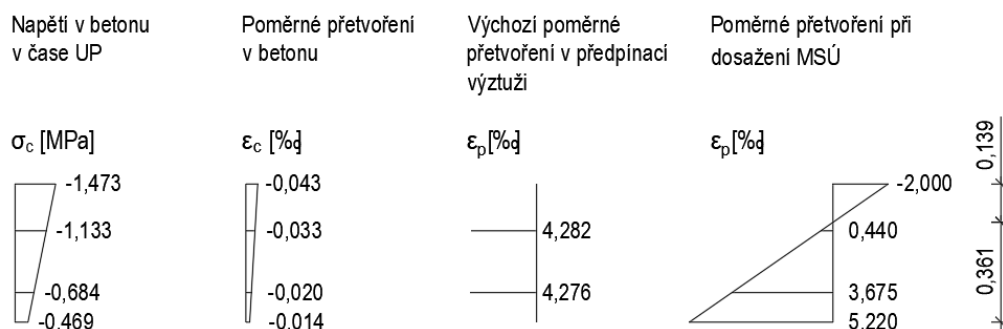 Napětí v betonu
v čase UP
Poměrné přetvoření
v betonu
Výchozí poměrné
přetvoření v předpínací
výztuži
Poměrné přetvoření při
dosažení MSÚ
σc [MPa]
εc [‰]
εp[‰]
εp[‰]
-1,473
-1,133
-0,684
-0,469
-0,043
-0,033
-0,020
-0,014
4,282
4,276
-2,000
0,440
3,675
5,220
0,139
0,361